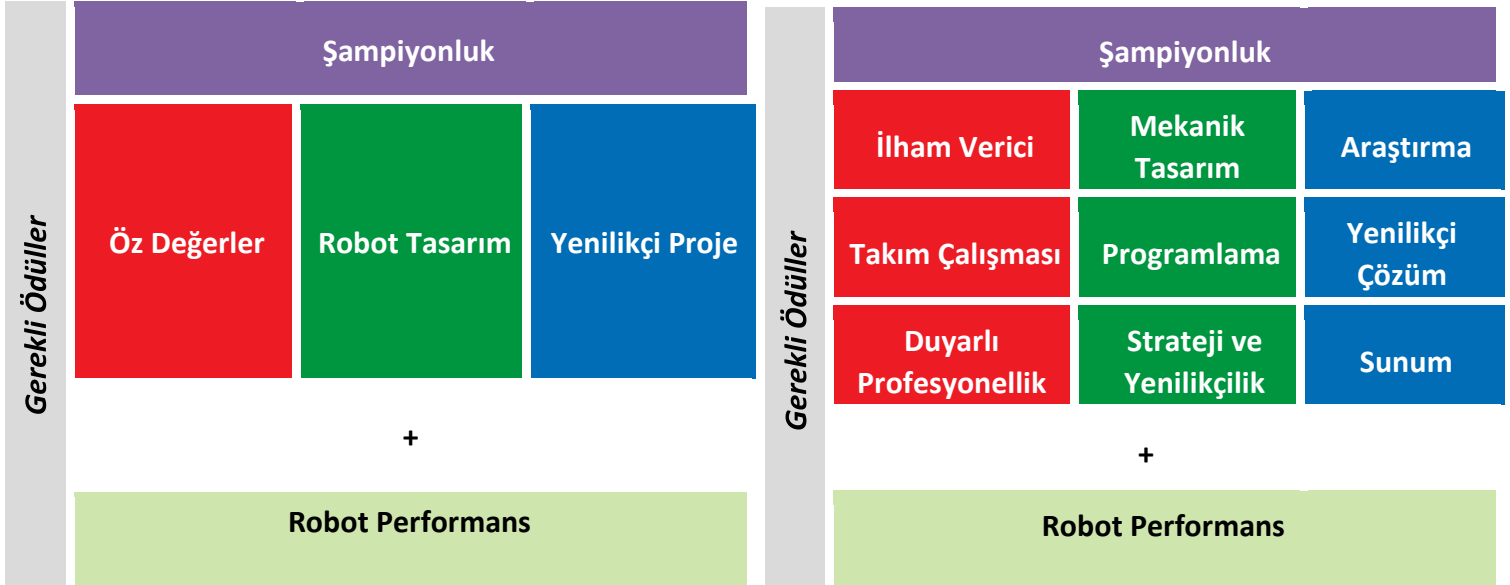 Gerekli Ödüller
Şampiyonluk
Öz Değerler
Robot Tasarım
Yenilikçi Proje
+
Robot Performans
Gerekli Ödüller
Şampiyonluk
İlham Verici
Mekanik
Tasarım
Araştırma
Takım Çalışması
Programlama
Yenilikçi
Çözüm
Duyarlı
Profesyonellik
Strateji ve
Yenilikçilik
Sunum
+
Robot Performans